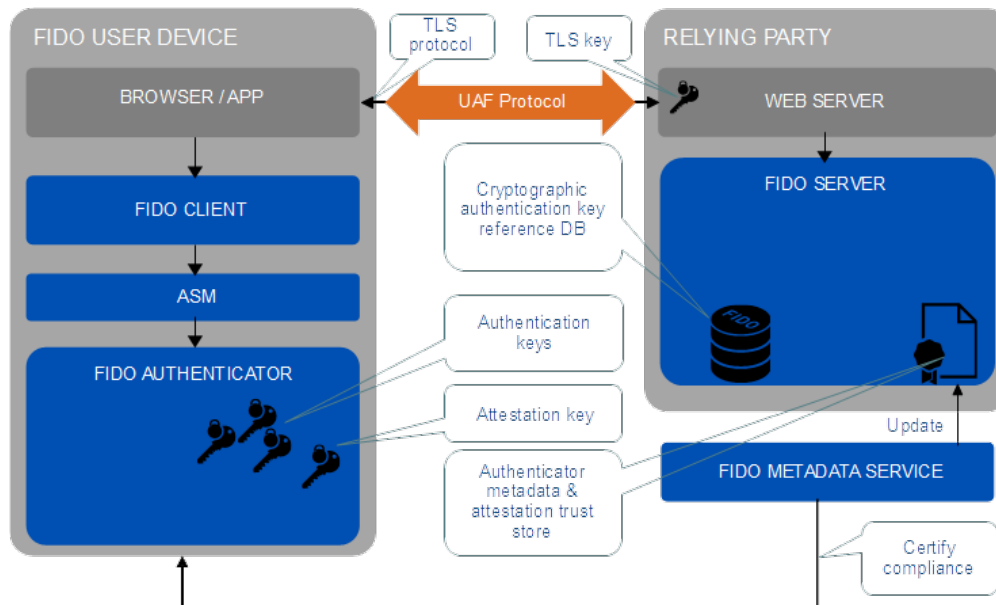 FIDO USER DEVICE
TLS
protocol
TLS key
RELYING PARTY
BROWSER / APP
UAF Protocol
WEB SERVER
Cryptographic
authentication key
reference DB
FIDO SERVER
FIDO CLIENT
ASM
FIDO
Authentication
keys
FIDO AUTHENTICATOR
Attestation key
Update
Authenticator
metadata &
attestation trust
store
FIDO METADATA SERVICE
Certify
compliance